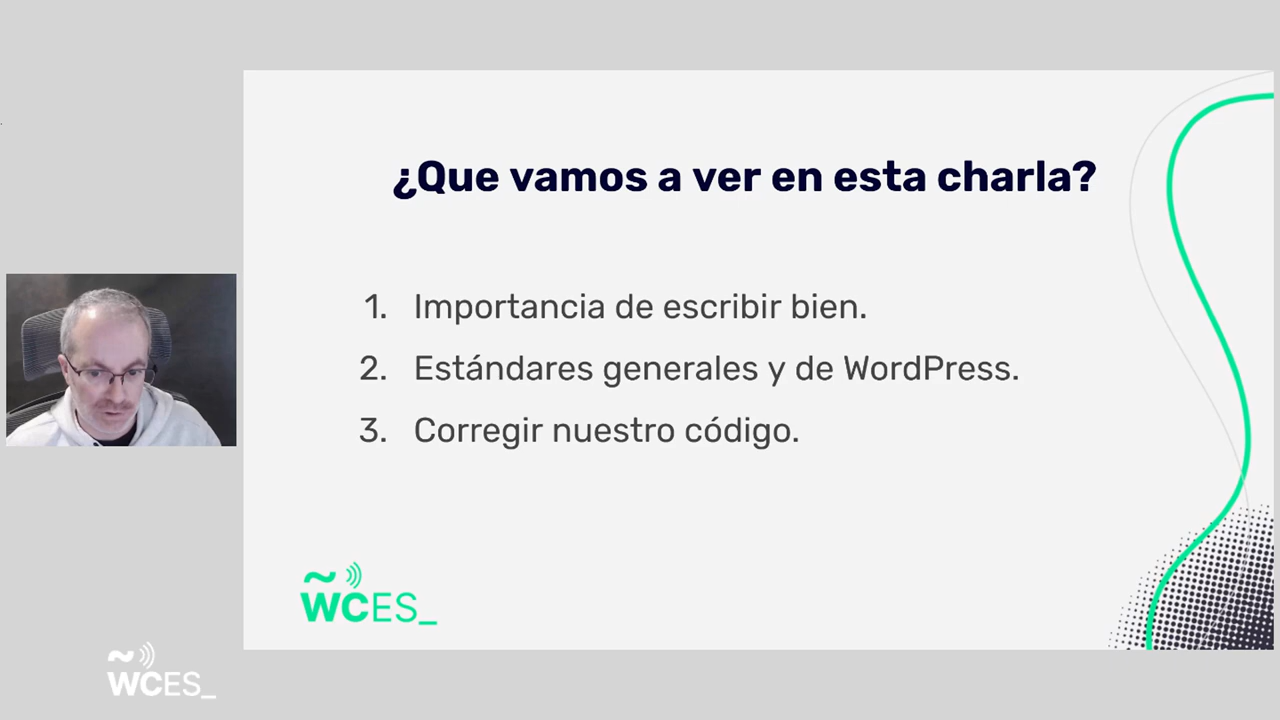 ¿Que vamos a ver en esta charla?
1. Importancia de escribir bien.
2. Estándares generales y de WordPress.
3. Corregir nuestro código.
~
WCES_
~
WCES_